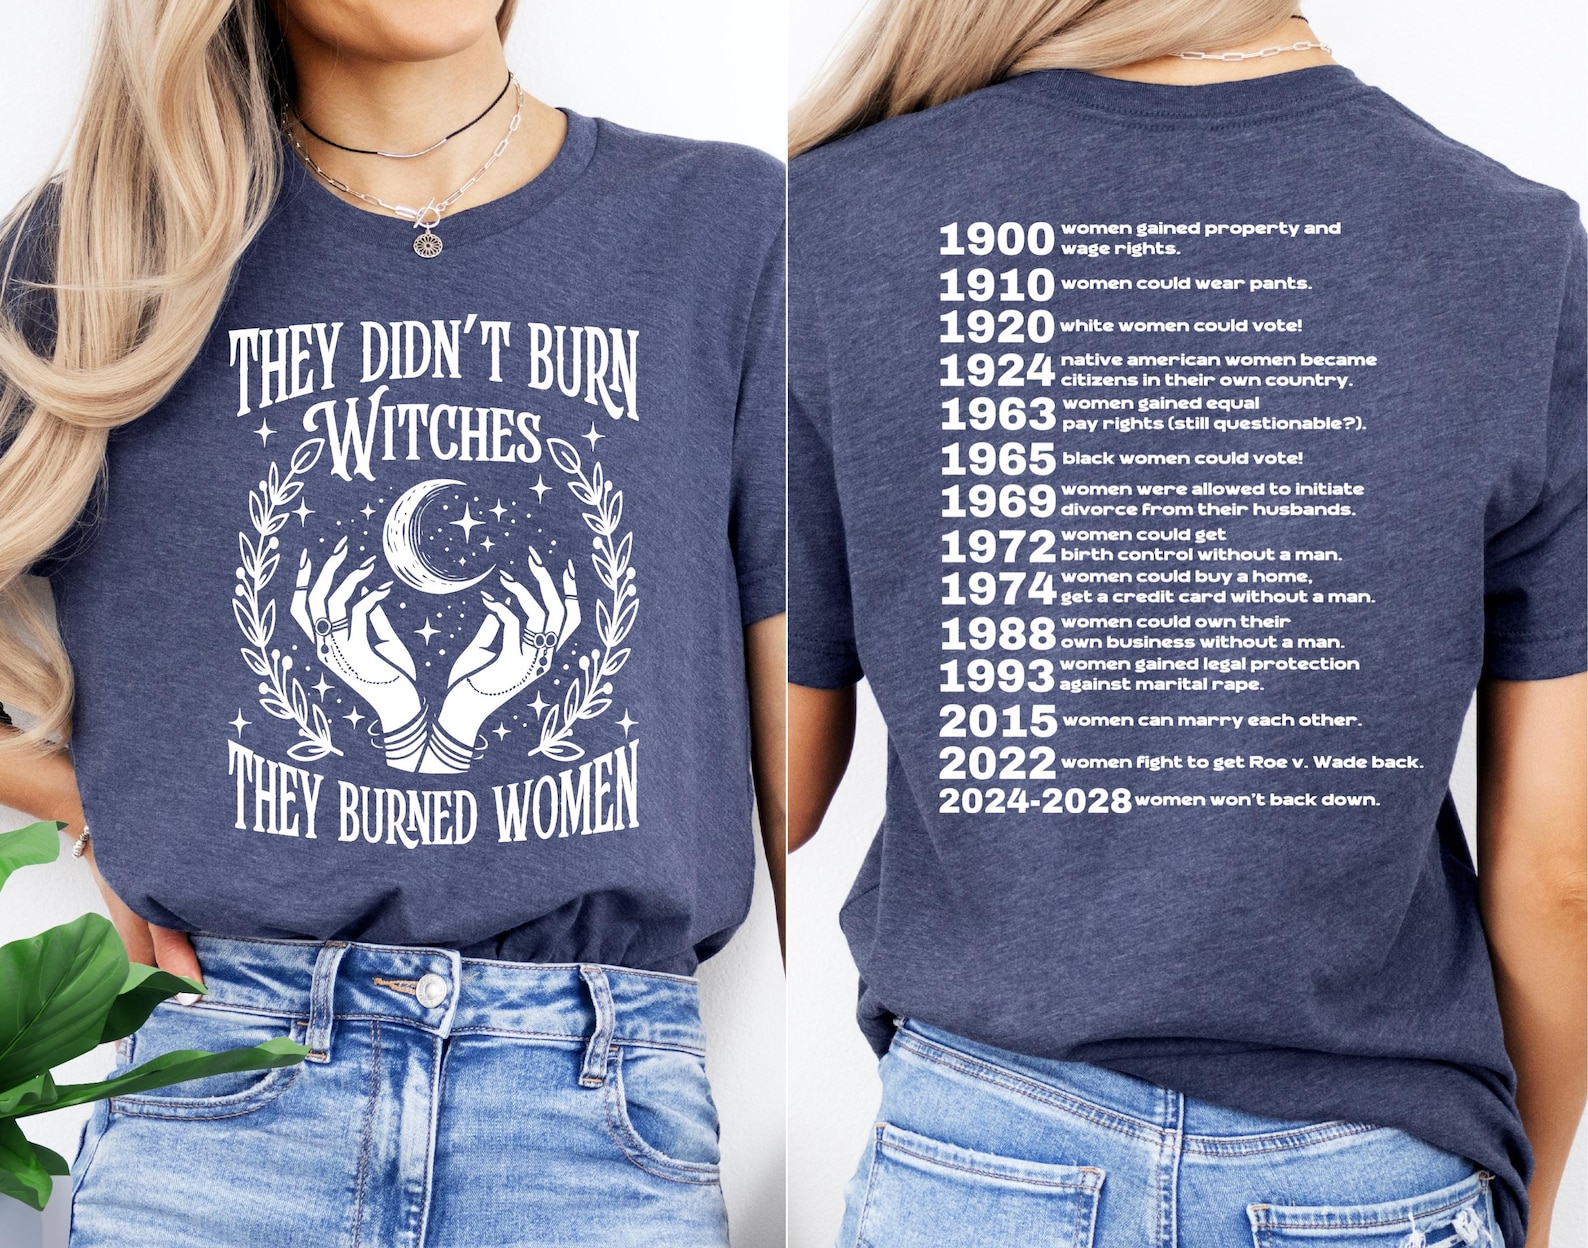 THEY DIDN'T BURN
WITCHES
THEY BURNED WOMEN
1900 women gained property and
wage rights.
1910 women could wear pants.
1920 white women could vote!
1924 native american women became
citizens in their own country.
1963 women gained equal
pay rights (still questionable?).
1965 black women could vote!
1969 women were allowed to initiate
divorce from their husbands.
1972 women could get
birth control without a man.
1974 women could buy a home,
get a credit card without a man.
1988 women could own their
own business without a man.
1993 women gained legal protection
against marital rape.
2015 women can marry each other.
2022 women fight to get Roe v. Wade back.
2024-2028 women won't back down.